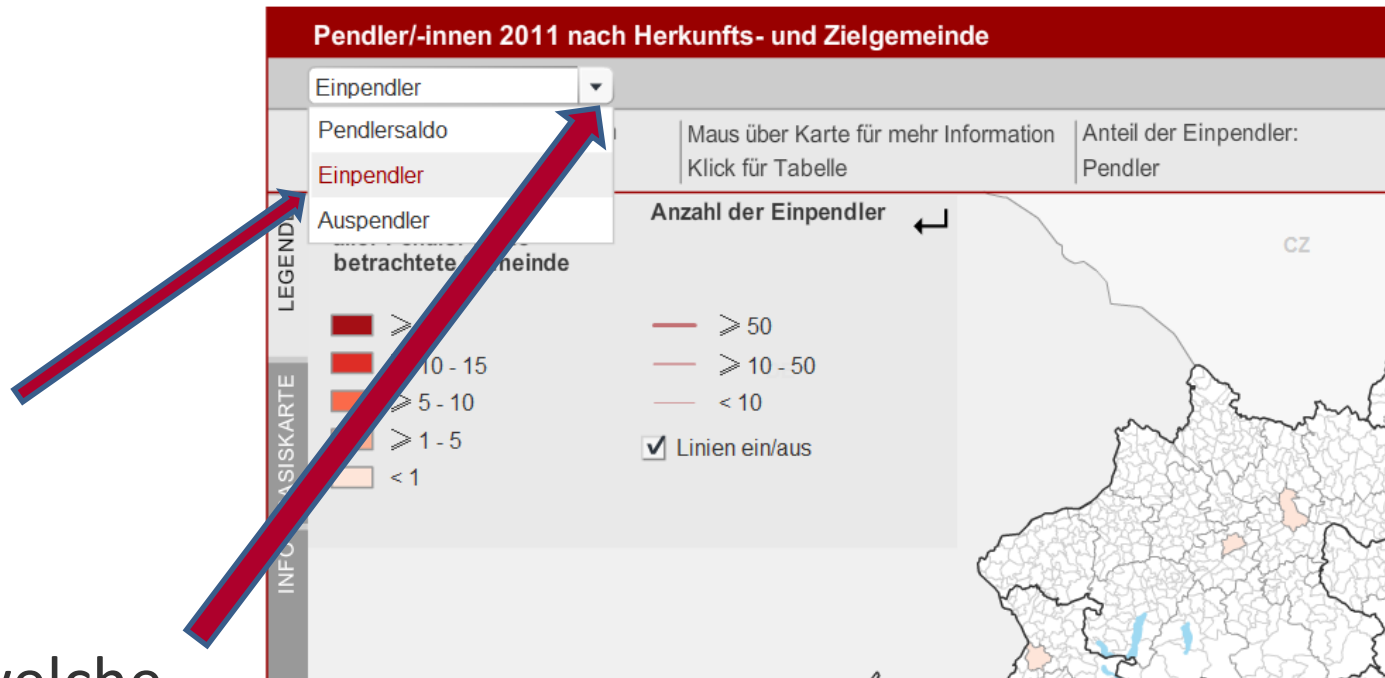 Pendler/-innen 2011 nach Herkunfts- und Zielgemeinde
Einpendler
Pendlersaldo
Einpendler
Auspendler
Maus über Karte für mehr Information
Klick für Tabelle
Anteil der Einpendler:
Pendler
LEGENDE
betrachtete
Anzahl der Einpendler
≥
10 - 15
≥ 5 - 10
≥ 1 - 5
< 1
≥ 50
≥ 10 - 50
< 10
Linien ein/aus
INFO
CZ